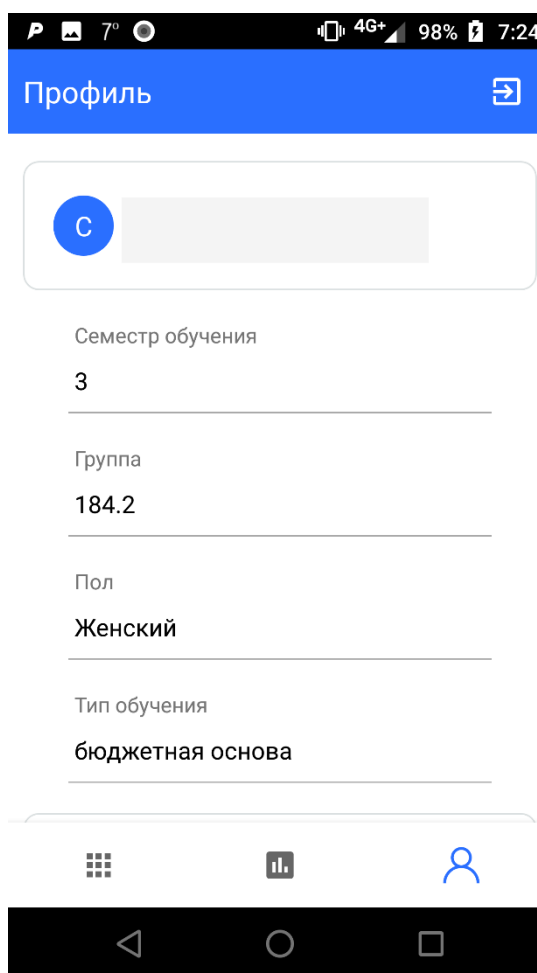 7° 4G+ 98% 7:24
Профиль
С
Семестр обучения
3
Группа
184.2
Пол
Женский
Тип обучения
бюджетная основа